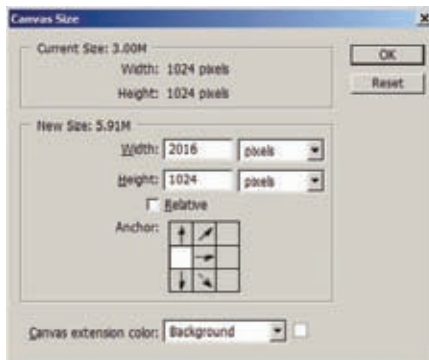 Canvas Size
Current Size: 3.00M
Width: 1024 pixels
Height: 1024 pixels
OK
Reset
New Size: 5.91M
Width: 2016 pixels
Height: 1024 pixels
Relative
Anchor:
Canvas extension color: Background